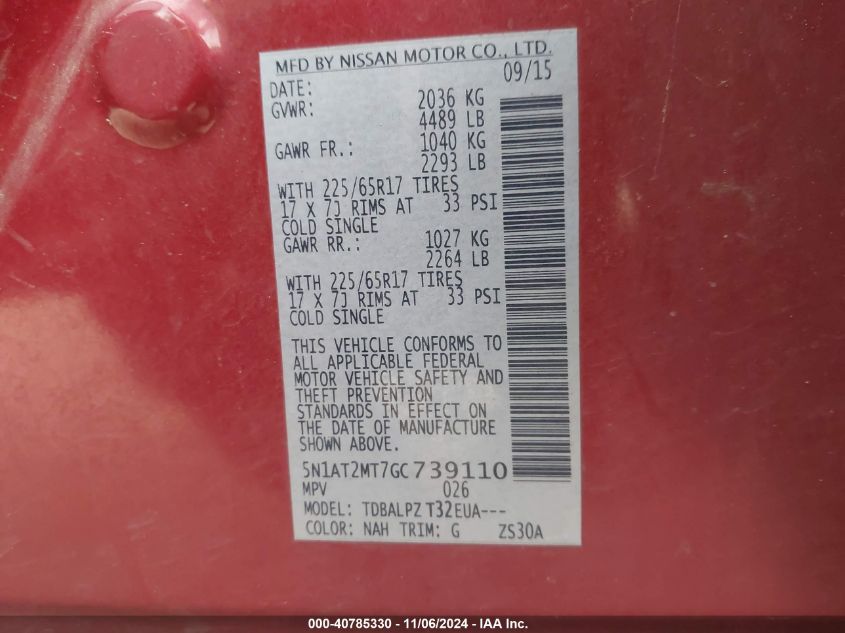 MFD BY NISSAN MOTOR CO., LTD.
DATE: 09/15
GVWR: 2036 KG
4489 LB
GAWR FR.: 1040 KG
2293 LB
WITH 225/65R17 TIRES
17 X 7J RIMS AT 33 PSI
COLD SINGLE
GAWR RR.: 1027 KG
2264 LB
WITH 225/65R17 TIRES
17 X 7J RIMS AT 33 PSI
COLD SINGLE
THIS VEHICLE CONFORMS TO
ALL APPLICABLE FEDERAL
MOTOR VEHICLE SAFETY AND
THEFT PREVENTION
STANDARDS IN EFFECT ON
THE DATE OF MANUFACTURE
SHOWN ABOVE.
5N1AT2MT7GC739110
MPV 026
MODEL: TDBALPZ T32EUA---
COLOR: NAH TRIM: G ZS30A
000-40785330 - 11/06/2024 - IAA Inc.